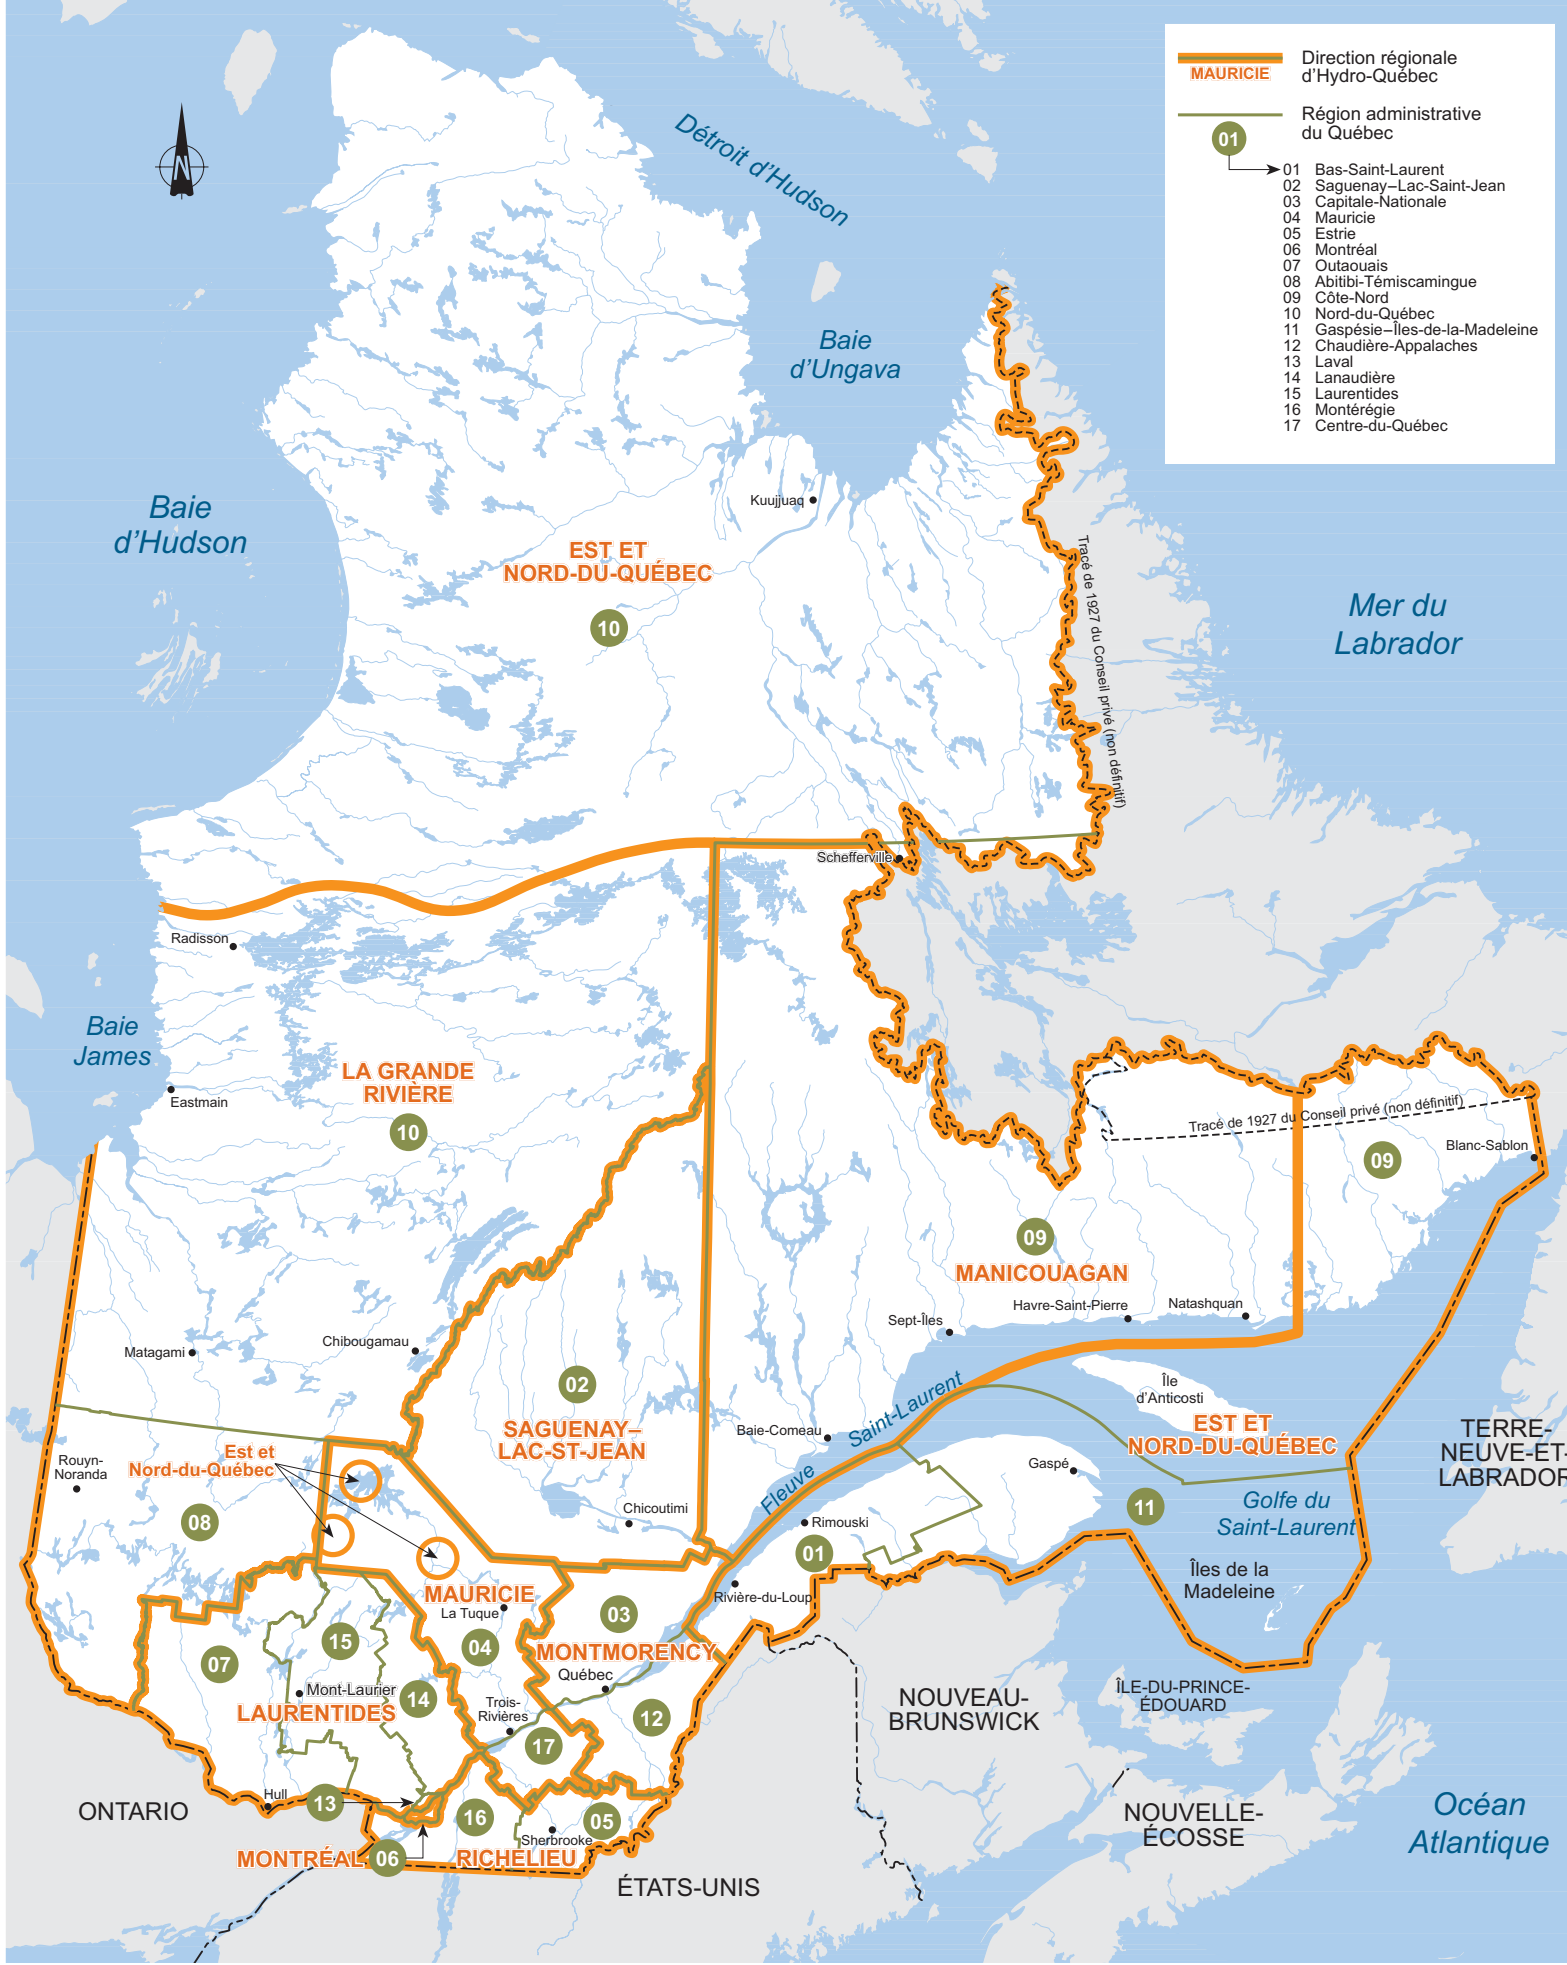 MAURICIE
Direction régionale
d'Hydro-Québec
Région administrative
du Québec
01
01 Bas-Saint-Laurent
02 Saguenay–Lac-Saint-Jean
03 Capitale-Nationale
04 Mauricie
05 Estrie
06 Montréal
07 Outaouais
08 Abitibi-Témiscamingue
09 Côte-Nord
10 Nord-du-Québec
11 Gaspésie–Îles-de-la-Madeleine
12 Chaudière-Appalaches
13 Laval
14 Lanaudière
15 Laurentides
16 Montérégie
17 Centre-du-Québec
N
Détroit d'Hudson
Baie
d'Ungava
Baie
d'Hudson
Kuujjuaq
EST ET
NORD-DU-QUÉBEC
10
Tracé de 1927 du Conseil privé (non définitif)
Mer du
Labrador
Schefferville
Radisson
Baie
James
Eastmain
LA GRANDE
RIVIÈRE
10
Tracé de 1927 du Conseil privé (non définitif)
Blanc-Sablon
09
09
MANICOUAGAN
Havre-Saint-Pierre
Natashquan
Sept-Îles
Matagami
Chibougamau
02
SAGUENAY–
LAC-ST-JEAN
Île
d'Anticosti
Fleuve
Saint-Laurent
Baie-Comeau
EST ET
NORD-DU-QUÉBEC
TERRE-
NEUVE-ET-
LABRADOR
Est et
Nord-du-Québec
Rouyn-
Noranda
Gaspé
08
Chicoutimi
Rimouski
11
Golfe du
Saint-Laurent
01
Îles de la
Madeleine
Rivière-du-Loup
MAURICIE
La Tuque
03
15
04
MONTMORENCY
07
Québec
Mont-Laurier
14
LAURENTIDES
Trois-
Rivières
12
17
NOUVEAU-
BRUNSWICK
ÎLE-DU-PRINCE-
ÉDOUARD
Hull
13
ONTARIO
16
05
Sherbrooke
NOUVELLE-
ÉCOSSE
Océan
Atlantique
MONTRÉAL
06
RICHELIEU
ÉTATS-UNIS